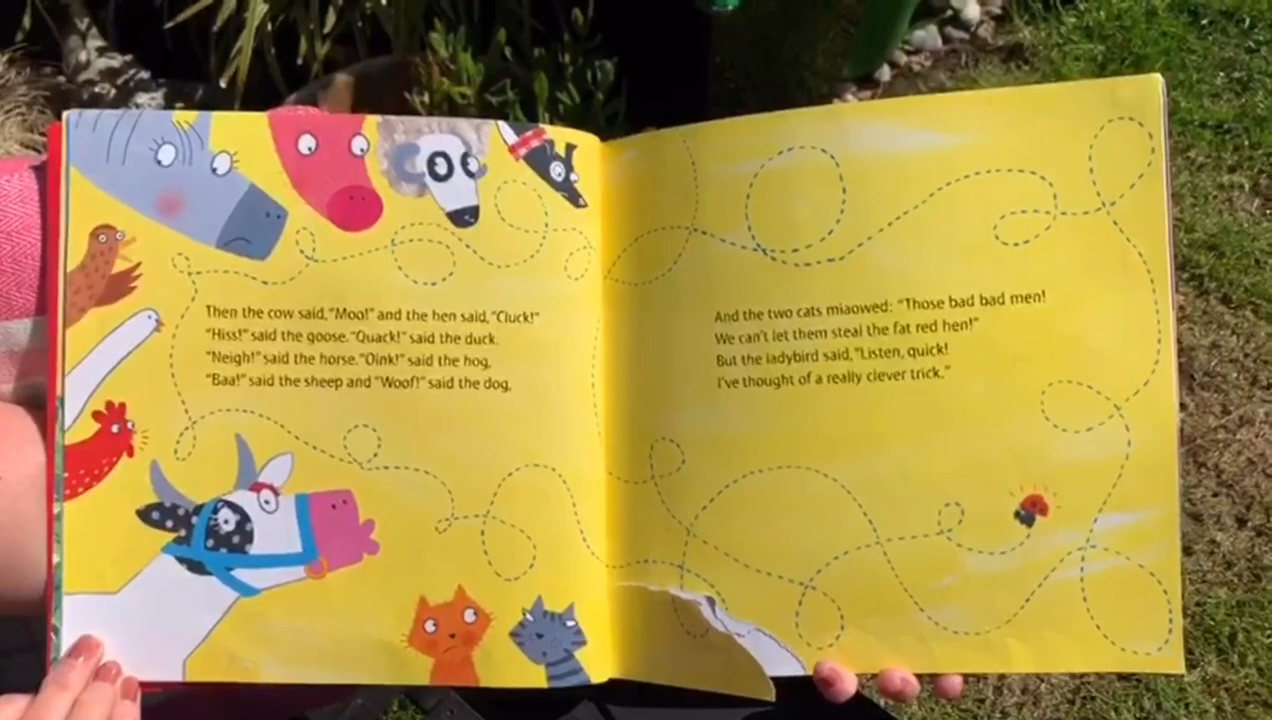 Then the cow said, "Moo!" and the hen said, "Cluck!"
"Hiss!" said the goose. "Quack!" said the duck.
"Neigh!" said the horse. "Oink!" said the hog,
"Baa!" said the sheep and "Woof!" said the dog,
And the two cats miaowed: "Those bad bad men!
We can't let them steal the fat red hen!"
But the ladybird said, "Listen, quick!
I've thought of a really clever trick."